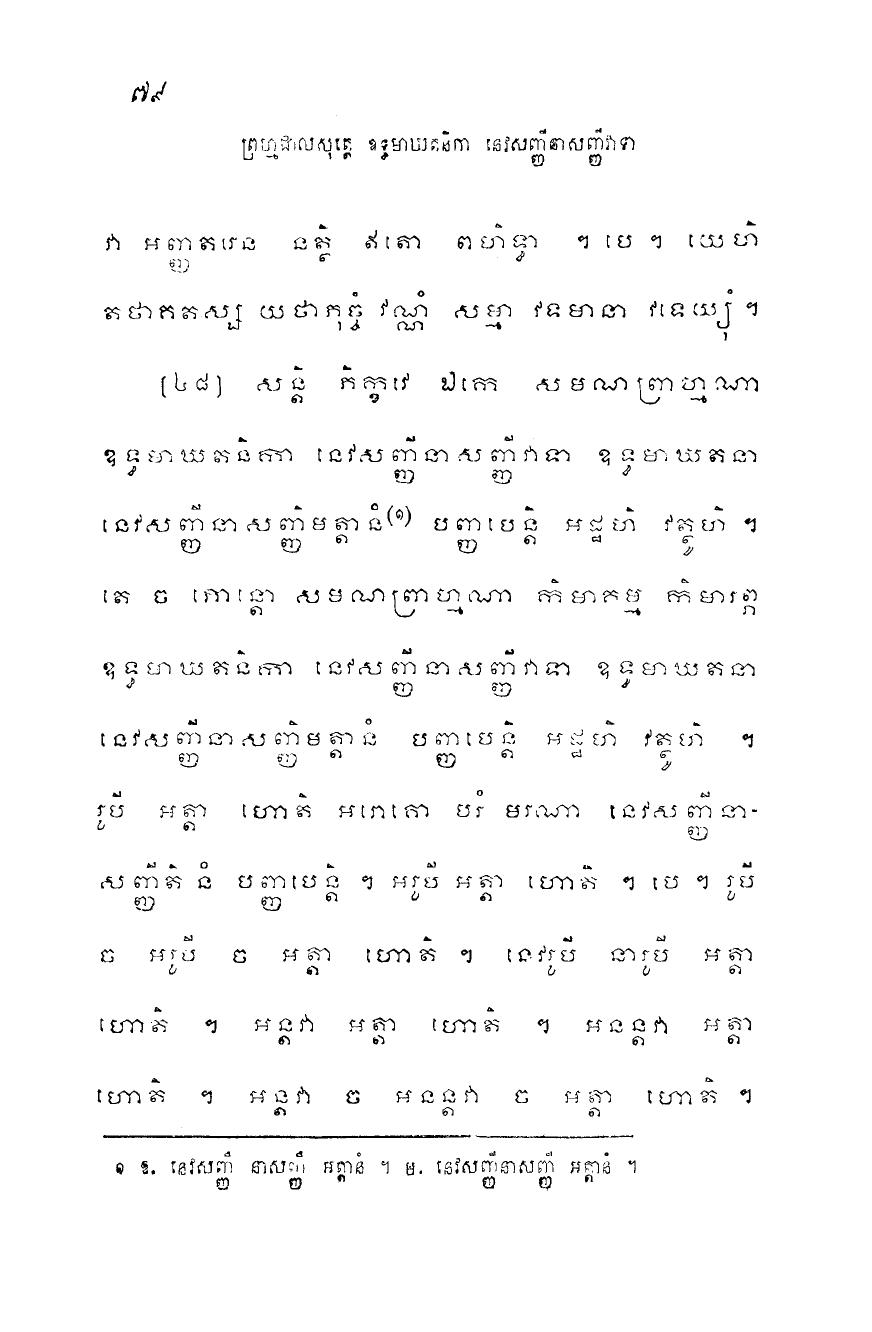 ៧៩
ព្រហ្មជាលសុត្តេ ឧទ្ធមាឃតនិកា នេវសញ្ញីនាសញ្ញីវាទា
វា អញ្ញតរេន នត្ថិ ឥតោ ពហិទ្ធា ។ បេ ។ យេហិ
តថាគតស្ស យថាភុច្ចំ វណ្ណំ សម្មា វទមានា វទេយ្យុំ ។
[៤៨] សន្តិ ភិក្ខវេ ឯកេ សមណព្រាហ្មណា
ឧទ្ធមាឃតនិកា នេវសញ្ញីនាសញ្ញីវាទា ឧទ្ធមាឃតនា
នេវសញ្ញីនាសញ្ញិមត្តានំ(១) បញ្ញបេន្តិ អដ្ឋហិ វត្ថូហិ ។
តេ ច ភោន្តោ សមណព្រាហ្មណា កិមាគម្ម កិមារព្ភ
ឧទ្ធមាឃតនិកា នេវសញ្ញីនាសញ្ញីវាទា ឧទ្ធមាឃតនា
នេវសញ្ញីនាសញ្ញិមត្តានំ បញ្ញបេន្តិ អដ្ឋហិ វត្ថូហិ ។
រូបី អត្តា ហោតិ អរោគោ បរំ មរណា នេវសញ្ញីនា-
សញ្ញីតិ នំ បញ្ញបេន្តិ ។ អរូបី អត្តា ហោតិ ។ បេ ។ រូបី
ច អរូបី ច អត្តា ហោតិ ។ នេវរូបី នារូបី អត្តា
ហោតិ ។ អន្តវា អត្តា ហោតិ ។ អនន្តវា អត្តា
ហោតិ ។ អន្តវា ច អនន្តវា ច អត្តា ហោតិ ។
១ ឱ. នេវសញ្ញី នាសញ្ញី អត្តានំ ។ ម. នេវសញ្ញីនាសញ្ញី អត្តានំ ។